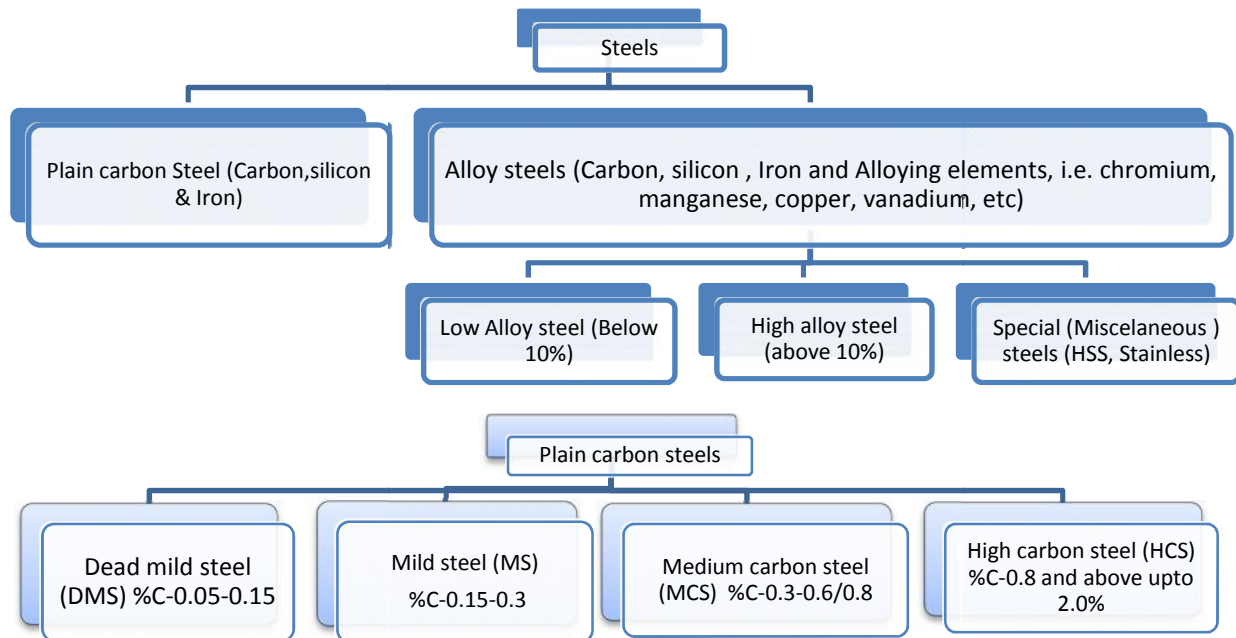 Steels
Plain carbon Steel (Carbon,silicon
& Iron)
Alloy steels (Carbon, silicon , Iron and Alloying elements, i.e. chromium,
manganese, copper, vanadium, etc)
Low Alloy steel (Below
10%)
High alloy steel
(above 10%)
Special (Miscelaneous )
steels (HSS, Stainless)
Plain carbon steels
Dead mild steel
(DMS) %C-0.05-0.15
Mild steel (MS)
%C-0.15-0.3
Medium carbon steel
(MCS) %C-0.3-0.6/0.8
High carbon steel (HCS)
%C-0.8 and above upto
2.0%